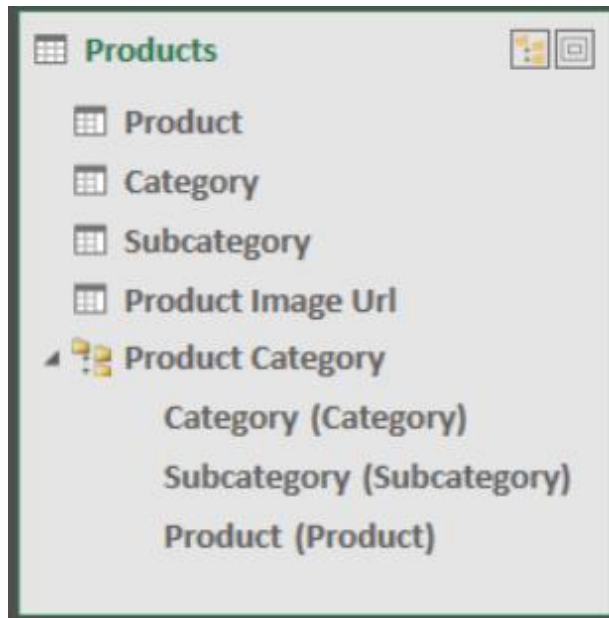 Products
Product
Category
Subcategory
Product Image Url
Product Category
Category (Category)
Subcategory (Subcategory)
Product (Product)